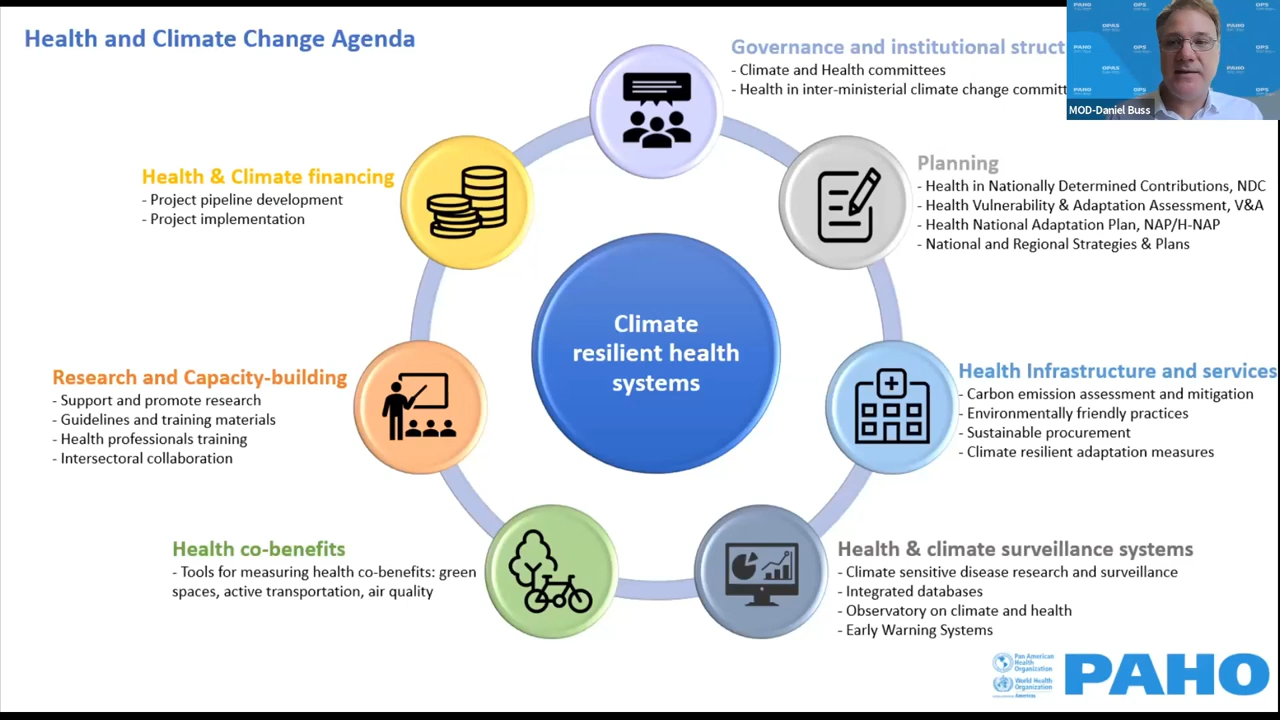 Health and Climate Change Agenda
Governance and institutional struct
- Climate and Health committees
- Health in inter-ministerial climate change committ
OPAS
OPS
PAHO
MOD-Daniel Buss
Planning
- Health in Nationally Determined Contributions, NDC
- Health Vulnerability & Adaptation Assessment, V&A
- Health National Adaptation Plan, NAP/H-NAP
- National and Regional Strategies & Plans
Health & Climate financing
- Project pipeline development
- Project implementation
Climate
resilient health
systems
Health Infrastructure and services
- Carbon emission assessment and mitigation
- Environmentally friendly practices
- Sustainable procurement
- Climate resilient adaptation measures
Research and Capacity-building
- Support and promote research
- Guidelines and training materials
- Health professionals training
- Intersectoral collaboration
Health co-benefits
- Tools for measuring health co-benefits: green
spaces, active transportation, air quality
Health & climate surveillance systems
- Climate sensitive disease research and surveillance
- Integrated databases
- Observatory on climate and health
- Early Warning Systems
Pan American
Health
Organization
World Health
Organization
Americas
PAHO